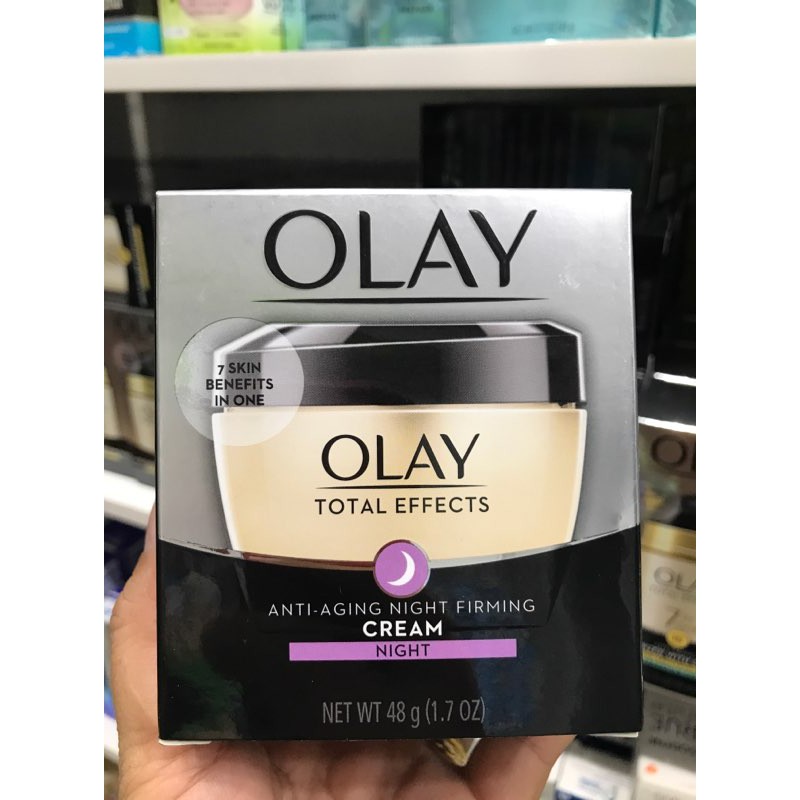 OLAY
7 SKIN
BENEFITS
IN ONE
OLAY
TOTAL EFFECTS
ANTI-AGING NIGHT FIRMING
CREAM
NIGHT
NET WT 48 g (1.7 OZ)